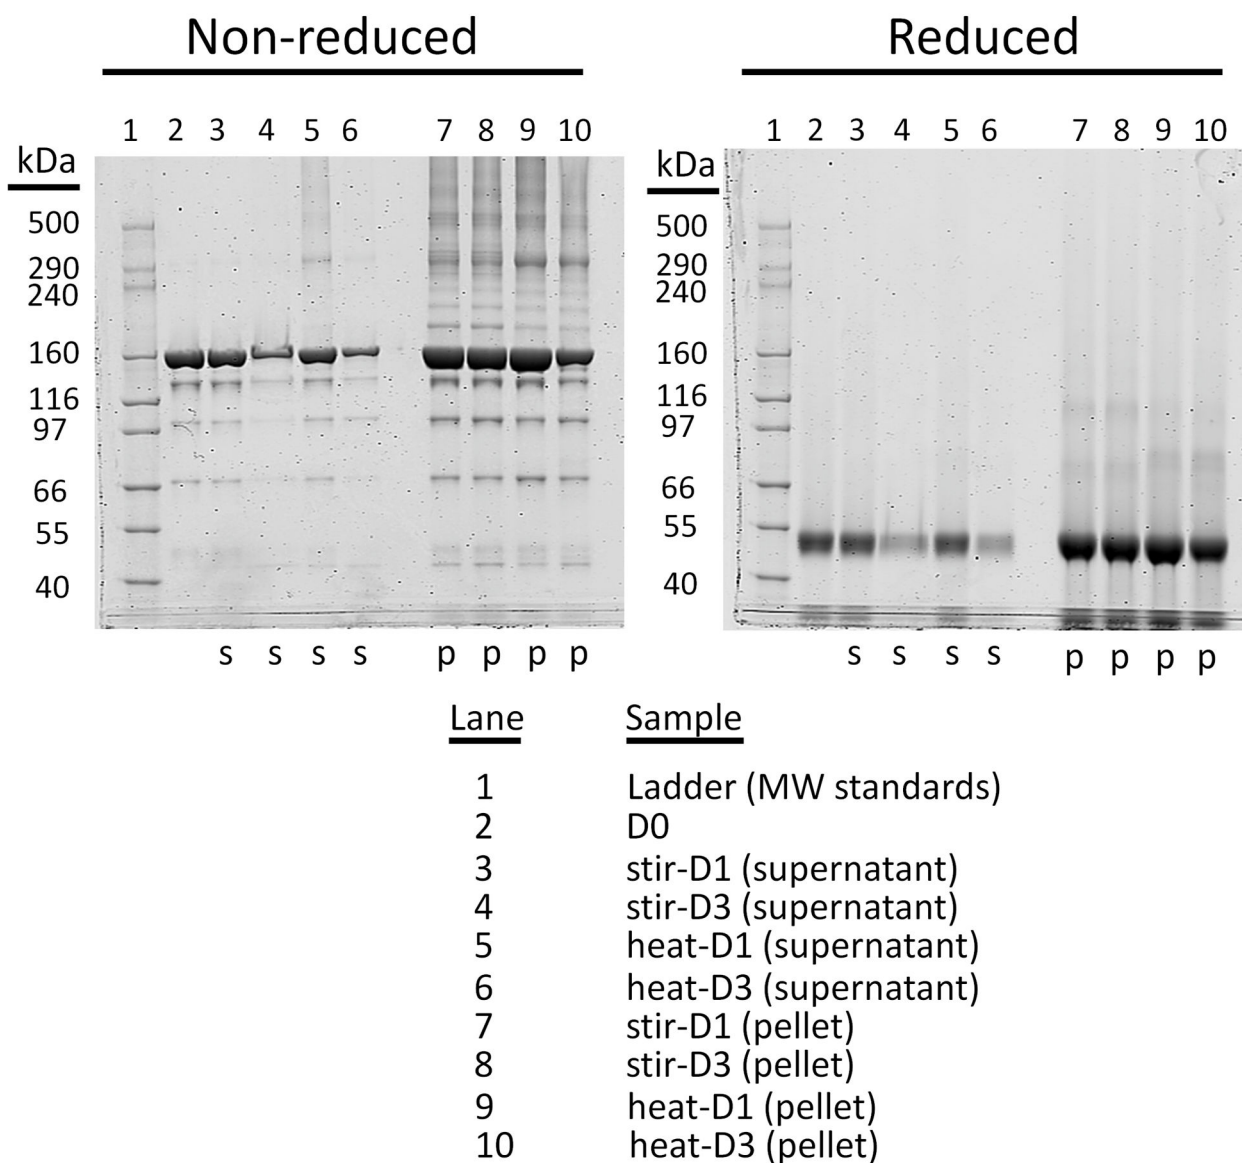 Non-reduced
1 2 3 4 5 6 7 8 9 10
kDa
500
290
240
160
116
97
66
55
40
s s s s p p p p
Reduced
1 2 3 4 5 6 7 8 9 10
kDa
500
290
240
160
116
97
66
55
40
s s s s p p p p
Lane Sample
1 Ladder (MW standards)
2 D0
3 stir-D1 (supernatant)
4 stir-D3 (supernatant)
5 heat-D1 (supernatant)
6 heat-D3 (supernatant)
7 stir-D1 (pellet)
8 stir-D3 (pellet)
9 heat-D1 (pellet)
10 heat-D3 (pellet)